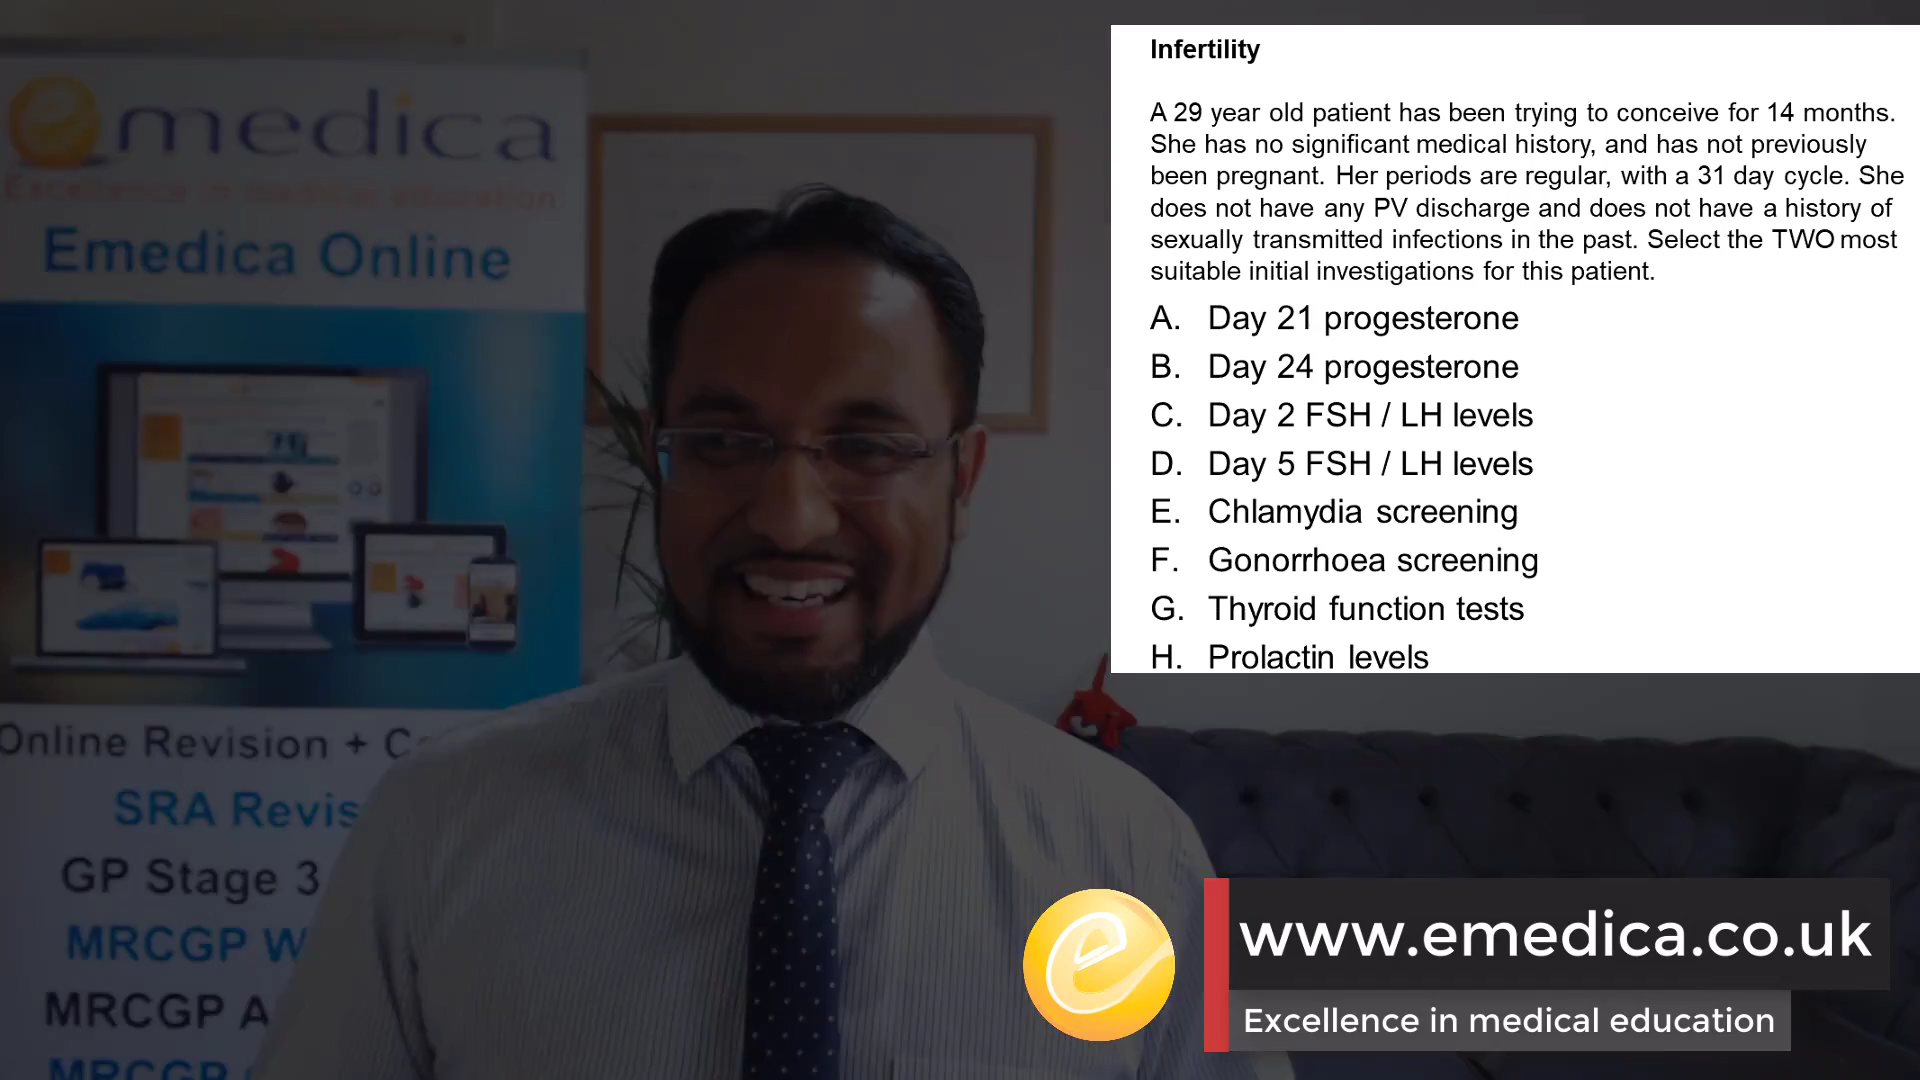 emedica
Excellence in medical education
Emedica Online
Online Revision + C
SRA Revis
GP Stage 3
MRCGP W
MRCGP A
MRCGP
Infertility
A 29 year old patient has been trying to conceive for 14 months.
She has no significant medical history, and has not previously
been pregnant. Her periods are regular, with a 31 day cycle. She
does not have any PV discharge and does not have a history of
sexually transmitted infections in the past. Select the TWO most
suitable initial investigations for this patient.
A. Day 21 progesterone
B. Day 24 progesterone
C. Day 2 FSH / LH levels
D. Day 5 FSH / LH levels
E. Chlamydia screening
F. Gonorrhoea screening
G. Thyroid function tests
H. Prolactin levels
e
www.emedica.co.uk
Excellence in medical education